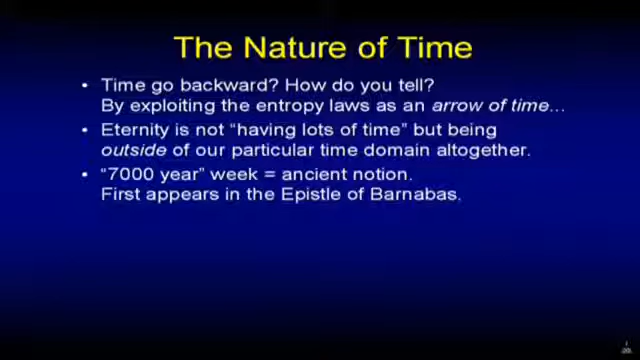 The Nature of Time
• Time go backward? How do you tell?
By exploiting the entropy laws as an arrow of time…
• Eternity is not “having lots of time” but being
outside of our particular time domain altogether.
• “7000 year” week = ancient notion.
First appears in the Epistle of Barnabas.